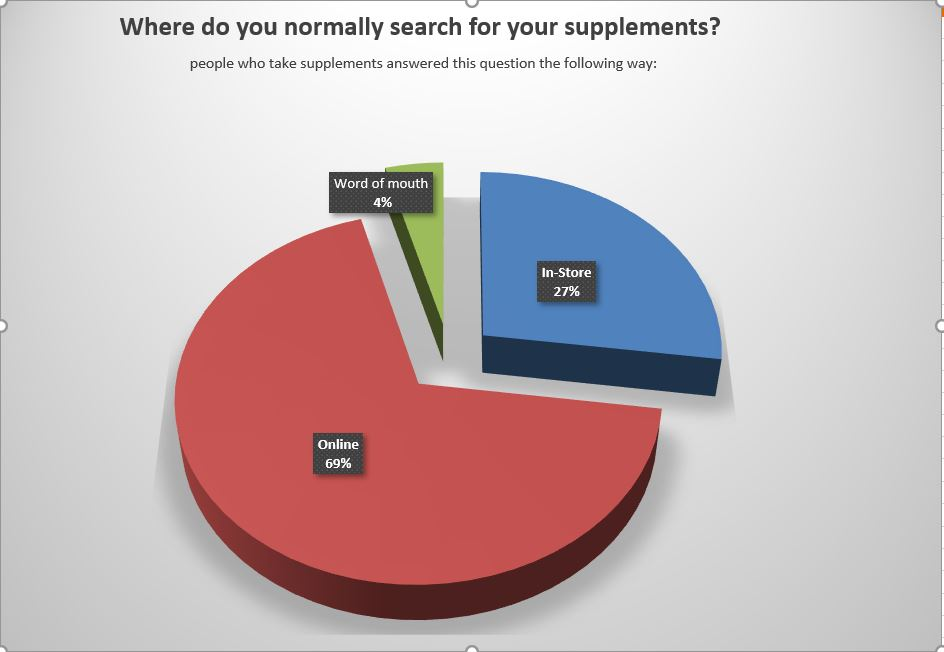 Where do you normally search for your supplements?
people who take supplements answered this question the following way:
Word of mouth
4%
In-Store
27%
Online
69%